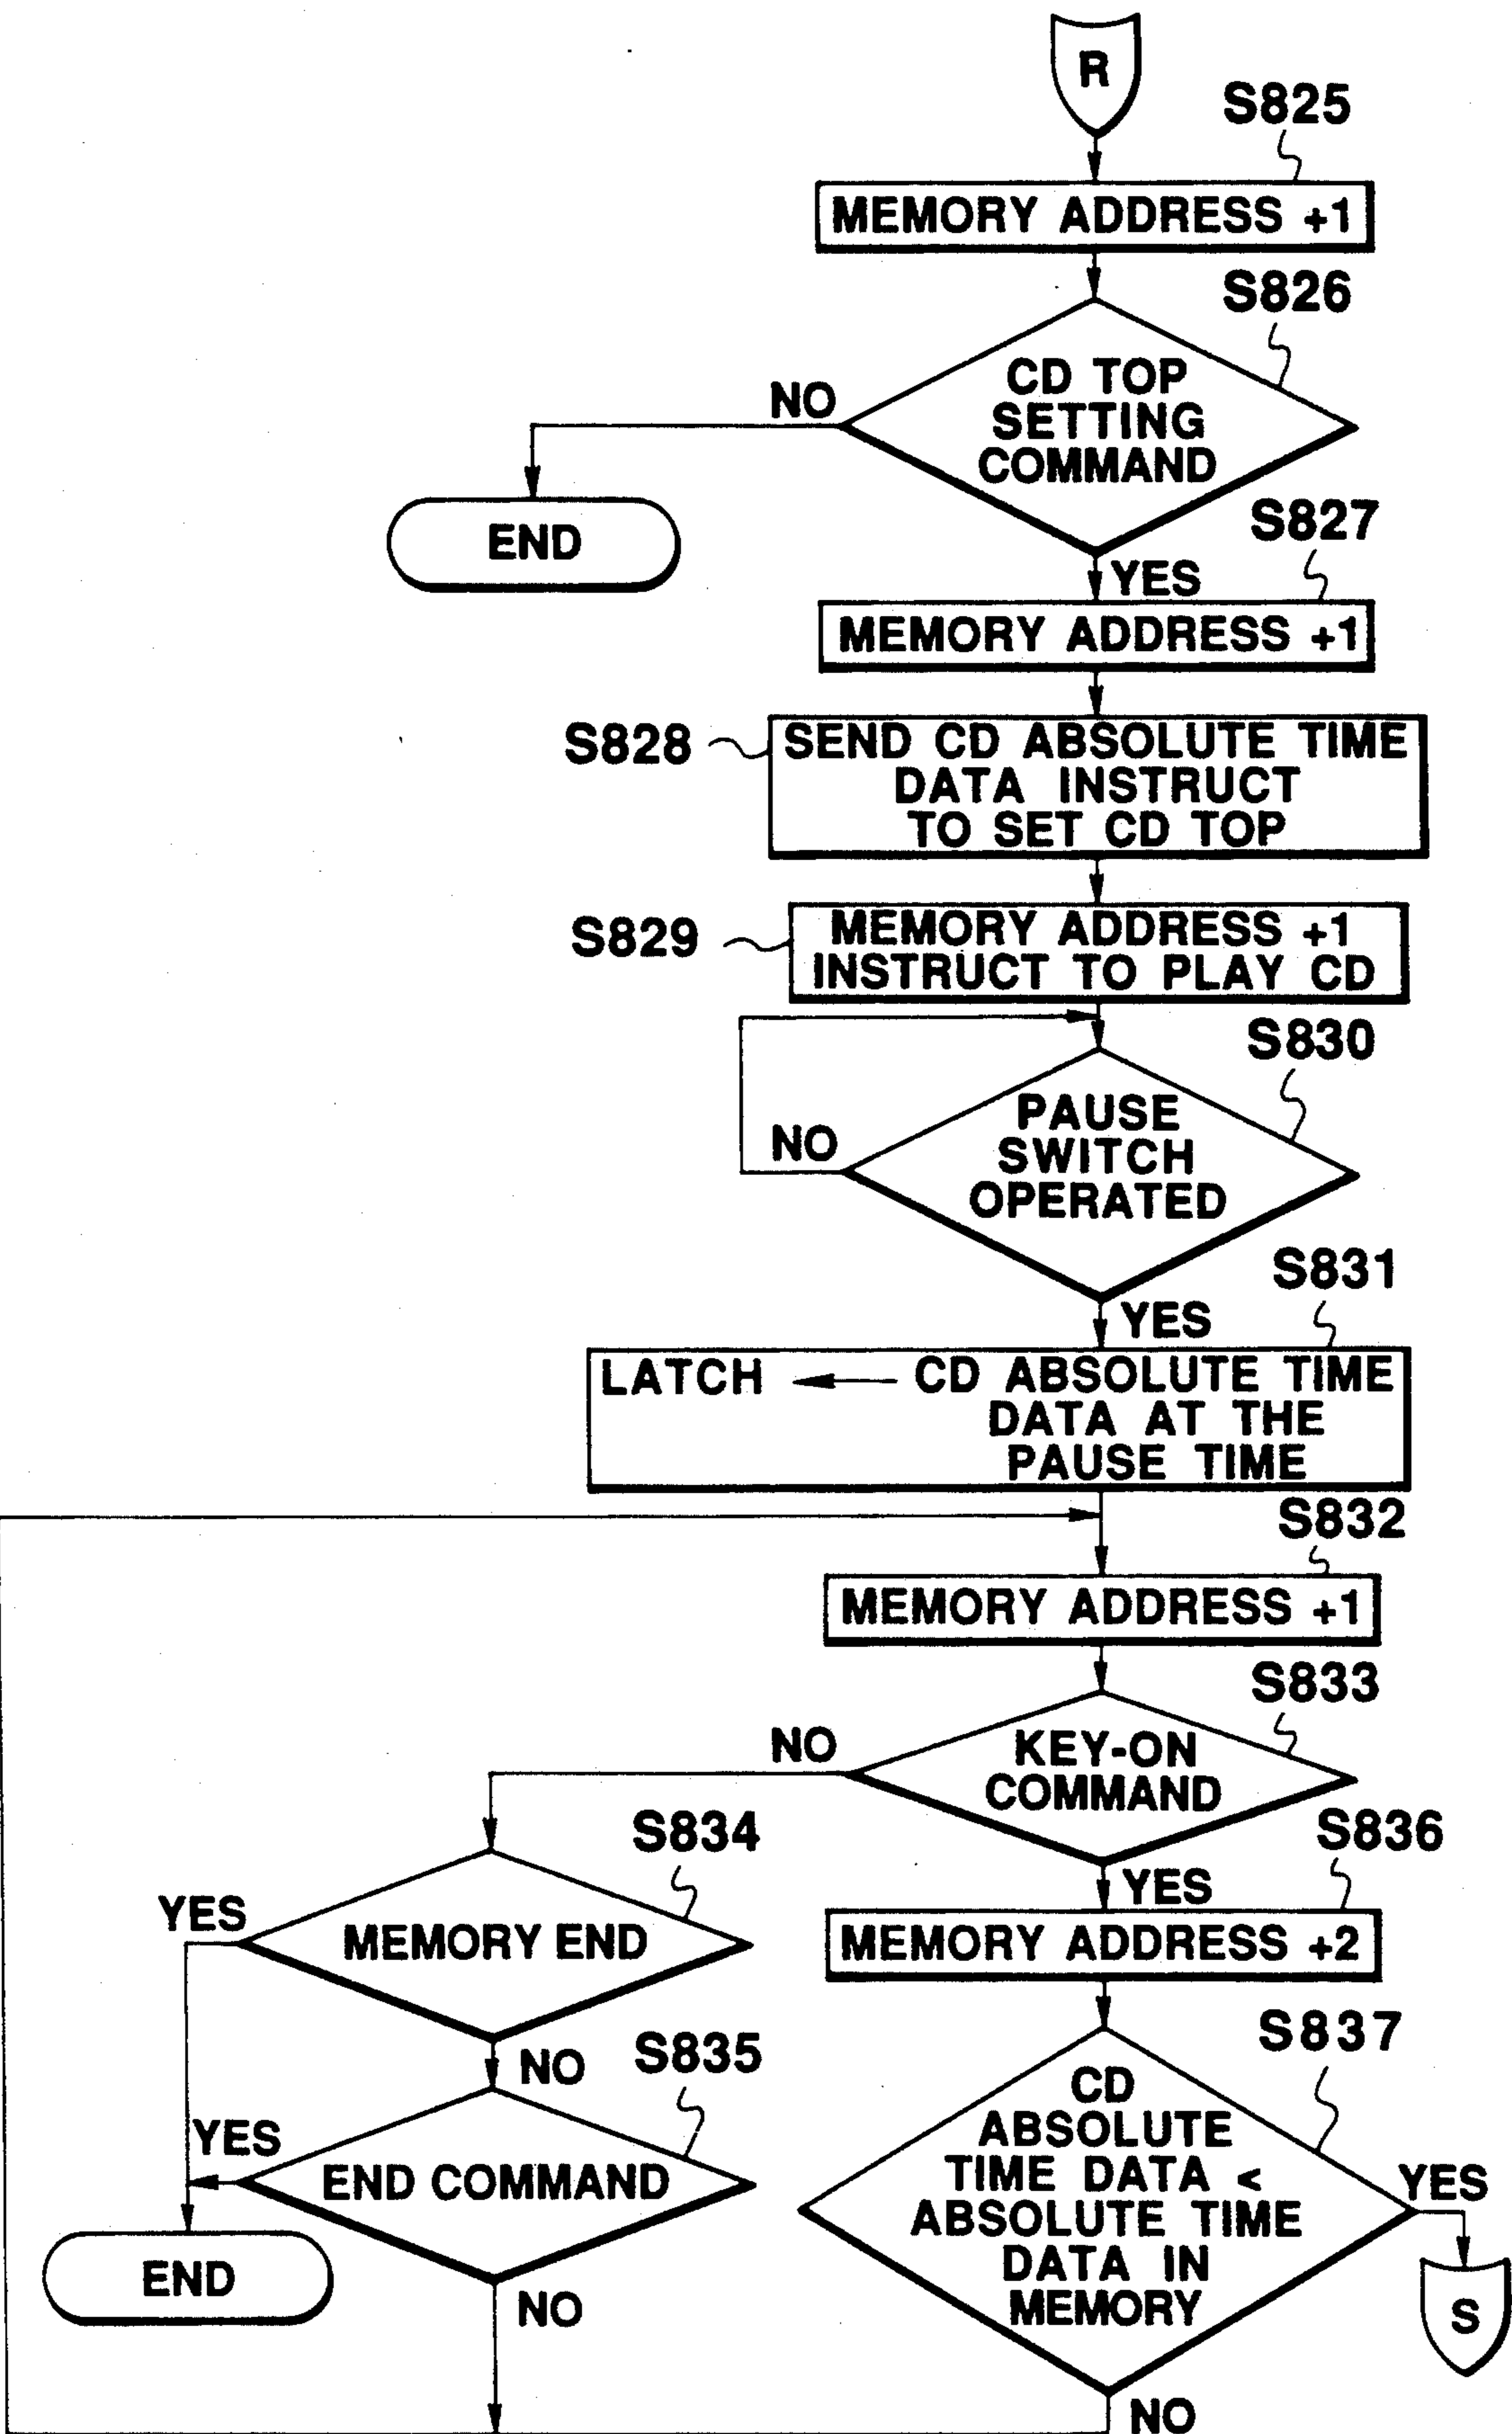 R
S825
MEMORY ADDRESS +1
S826
CD TOP
SETTING
COMMAND
NO
END
S827
YES
MEMORY ADDRESS +1
S828
SEND CD ABSOLUTE TIME
DATA INSTRUCT
TO SET CD TOP
S829
MEMORY ADDRESS +1
INSTRUCT TO PLAY CD
S830
PAUSE
SWITCH
OPERATED
NO
S831
YES
LATCH ← CD ABSOLUTE TIME
DATA AT THE
PAUSE TIME
S832
MEMORY ADDRESS +1
S833
KEY-ON
COMMAND
NO
S834
S836
YES
YES
MEMORY END
MEMORY ADDRESS +2
S835
NO
S837
YES
END COMMAND
CD
ABSOLUTE
TIME DATA <
ABSOLUTE TIME
DATA IN
MEMORY
YES
END
NO
S
NO